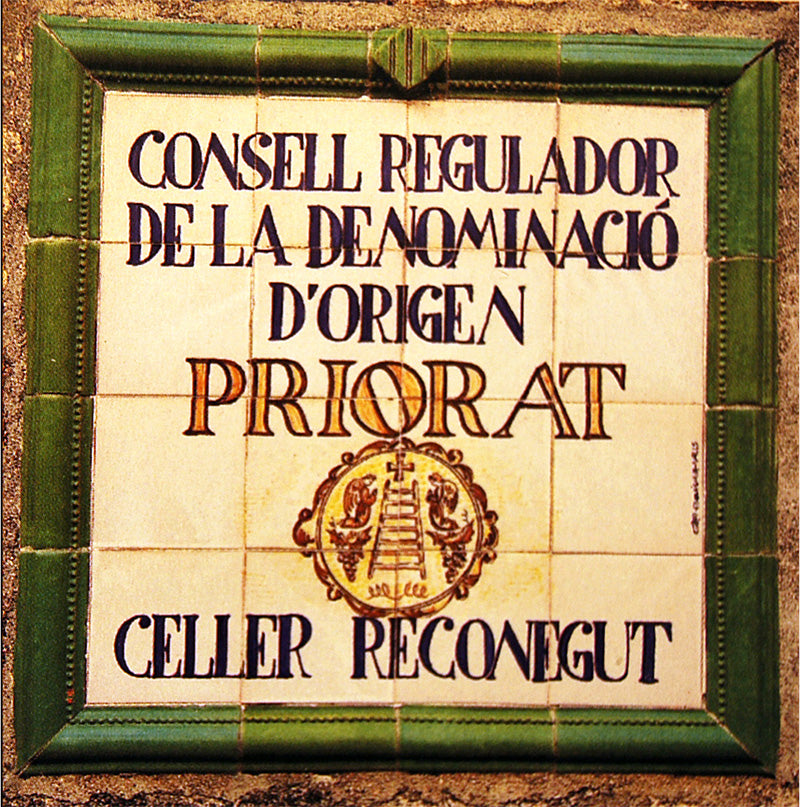 CONSELL REGULADOR
DE LA DENOMINACIÓ
D'ORIGEN
PRIORAT
CELLER RECONEGUT